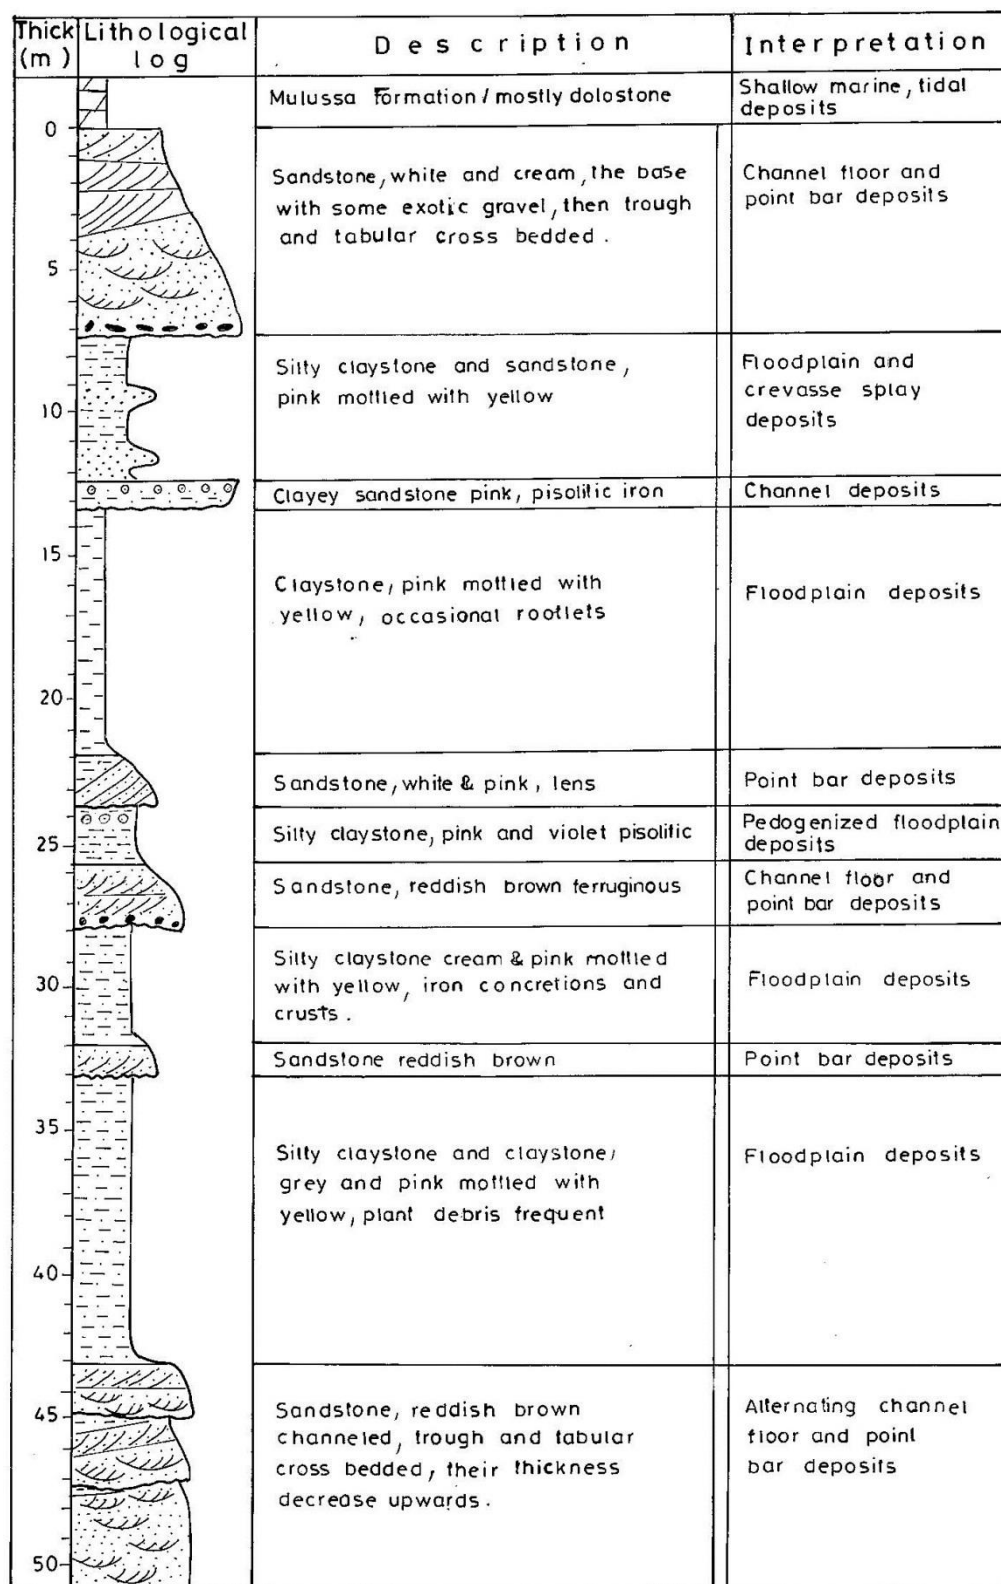 Thick (m)
Lithological log
Description
Interpretation
Mulussa Formation / mostly dolostone
Shallow marine, tidal
deposits
0
Sandstone, white and cream, the base
with some exotic gravel, then trough
and tabular cross bedded.
Channel floor and
point bar deposits
5
Silty claystone and sandstone,
pink mottled with yellow
Floodplain and
crevasse splay
deposits
10
Clayey sandstone pink, pisolitic iron
Channel deposits
15
Claystone, pink mottled with
yellow, occasional rootlets
Floodplain deposits
20
Sandstone, white & pink, lens
Point bar deposits
Silty claystone, pink and violet pisolitic
Pedogenized floodplain
deposits
25
Sandstone, reddish brown ferruginous
Channel floor and
point bar deposits
Silty claystone cream & pink mottled
with yellow, iron concretions and
crusts.
Floodplain deposits
30
Sandstone reddish brown
Point bar deposits
35
Silty claystone and claystone,
grey and pink mottled with
yellow, plant debris frequent
Floodplain deposits
40
45
Sandstone, reddish brown
channeled, trough and tabular
cross bedded, their thickness
decrease upwards.
Alternating channel
floor and point
bar deposits
50